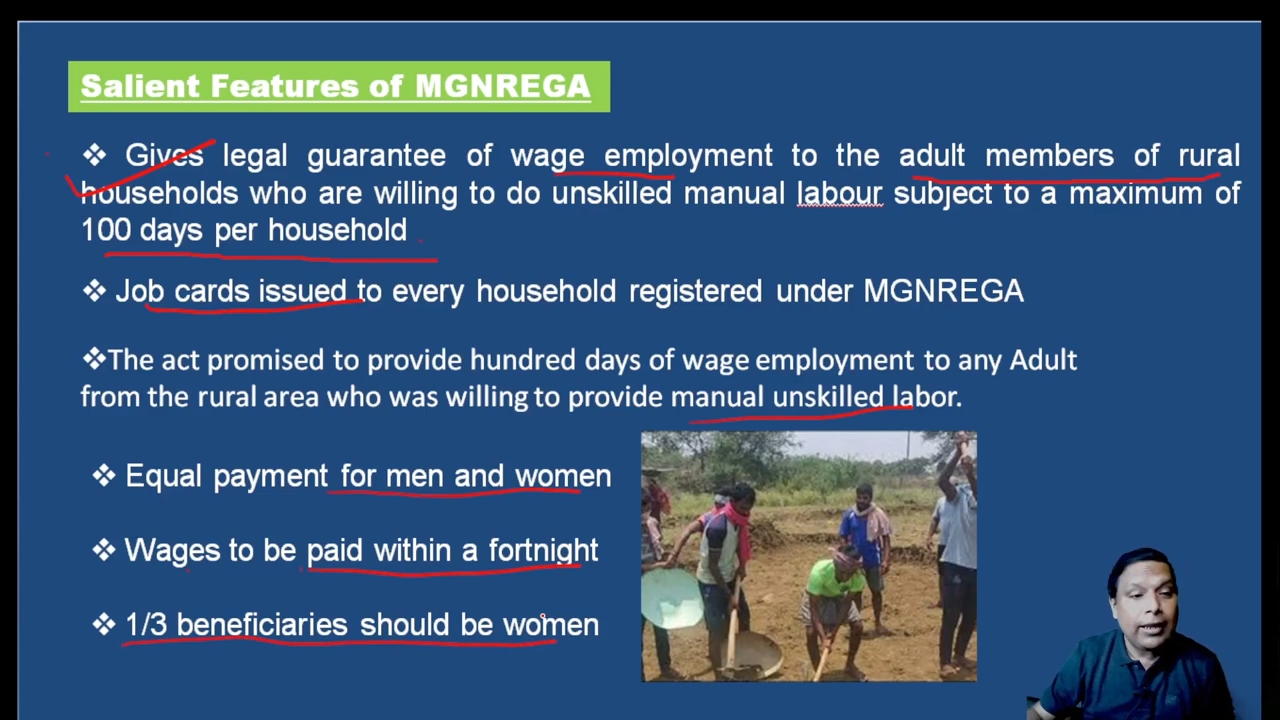 Salient Features of MGNREGA
❖ Gives legal guarantee of wage employment to the adult members of rural
households who are willing to do unskilled manual labour subject to a maximum of
100 days per household
❖ Job cards issued to every household registered under MGNREGA
❖The act promised to provide hundred days of wage employment to any Adult
from the rural area who was willing to provide manual unskilled labor.
❖ Equal payment for men and women
❖ Wages to be paid within a fortnight
❖ 1/3 beneficiaries should be women